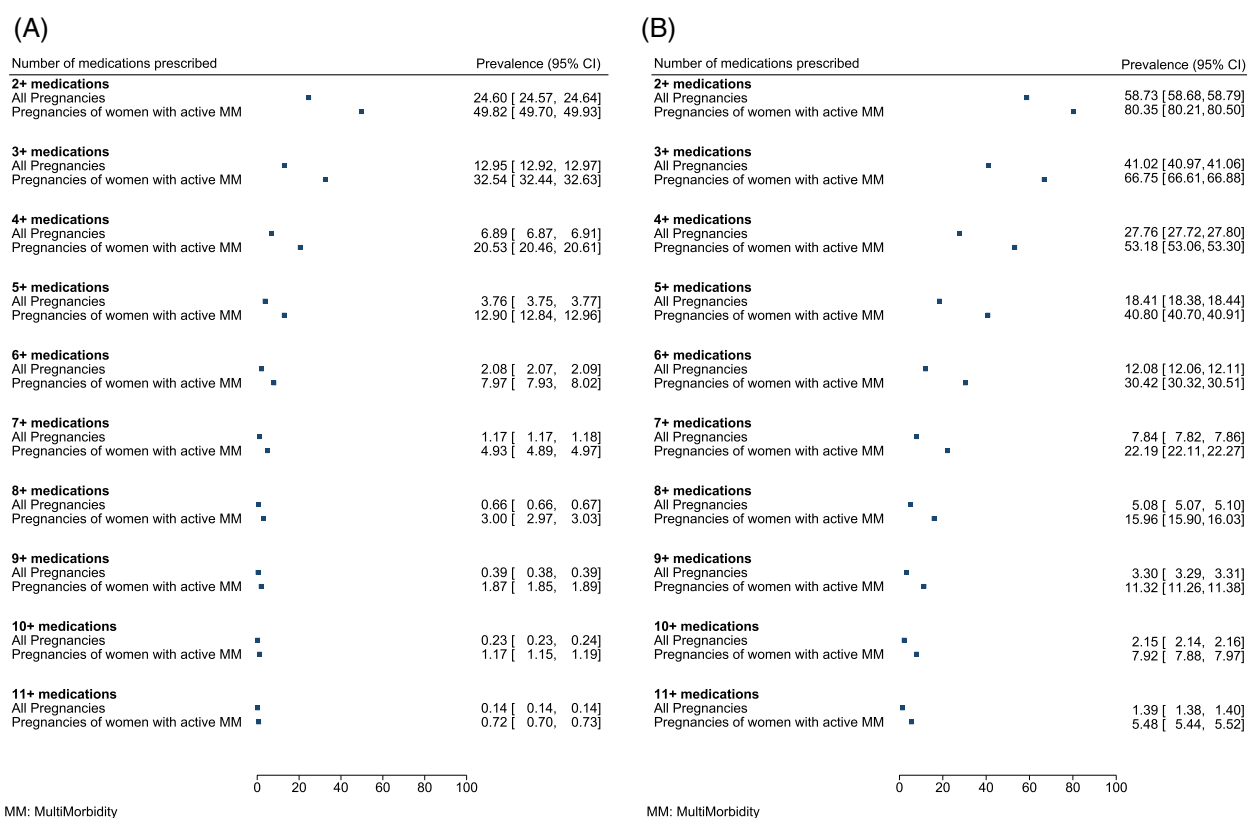 (A)
Number of medications prescribed Prevalence (95% CI)
2+ medications
All Pregnancies 24.60 [ 24.57, 24.64]
Pregnancies of women with active MM 49.82 [ 49.70, 49.93]
3+ medications
All Pregnancies 12.95 [ 12.92, 12.97]
Pregnancies of women with active MM 32.54 [ 32.44, 32.63]
4+ medications
All Pregnancies 6.89 [ 6.87, 6.91]
Pregnancies of women with active MM 20.53 [ 20.46, 20.61]
5+ medications
All Pregnancies 3.76 [ 3.75, 3.77]
Pregnancies of women with active MM 12.90 [ 12.84, 12.96]
6+ medications
All Pregnancies 2.08 [ 2.07, 2.09]
Pregnancies of women with active MM 7.97 [ 7.93, 8.02]
7+ medications
All Pregnancies 1.17 [ 1.17, 1.18]
Pregnancies of women with active MM 4.93 [ 4.89, 4.97]
8+ medications
All Pregnancies 0.66 [ 0.66, 0.67]
Pregnancies of women with active MM 3.00 [ 2.97, 3.03]
9+ medications
All Pregnancies 0.39 [ 0.38, 0.39]
Pregnancies of women with active MM 1.87 [ 1.85, 1.89]
10+ medications
All Pregnancies 0.23 [ 0.23, 0.24]
Pregnancies of women with active MM 1.17 [ 1.15, 1.19]
11+ medications
All Pregnancies 0.14 [ 0.14, 0.14]
Pregnancies of women with active MM 0.72 [ 0.70, 0.73]
0 20 40 60 80 100
MM: MultiMorbidity
(B)
Number of medications prescribed Prevalence (95% CI)
2+ medications
All Pregnancies 58.73 [58.68, 58.79]
Pregnancies of women with active MM 80.35 [80.21, 80.50]
3+ medications
All Pregnancies 41.02 [40.97, 41.06]
Pregnancies of women with active MM 66.75 [66.61, 66.88]
4+ medications
All Pregnancies 27.76 [27.72, 27.80]
Pregnancies of women with active MM 53.18 [53.06, 53.30]
5+ medications
All Pregnancies 18.41 [18.38, 18.44]
Pregnancies of women with active MM 40.80 [40.70, 40.91]
6+ medications
All Pregnancies 12.08 [12.06, 12.11]
Pregnancies of women with active MM 30.42 [30.32, 30.51]
7+ medications
All Pregnancies 7.84 [ 7.82, 7.86]
Pregnancies of women with active MM 22.19 [22.11, 22.27]
8+ medications
All Pregnancies 5.08 [ 5.07, 5.10]
Pregnancies of women with active MM 15.96 [15.90, 16.03]
9+ medications
All Pregnancies 3.30 [ 3.29, 3.31]
Pregnancies of women with active MM 11.32 [11.26, 11.38]
10+ medications
All Pregnancies 2.15 [ 2.14, 2.16]
Pregnancies of women with active MM 7.92 [ 7.88, 7.97]
11+ medications
All Pregnancies 1.39 [ 1.38, 1.40]
Pregnancies of women with active MM 5.48 [ 5.44, 5.52]
0 20 40 60 80 100
MM: MultiMorbidity